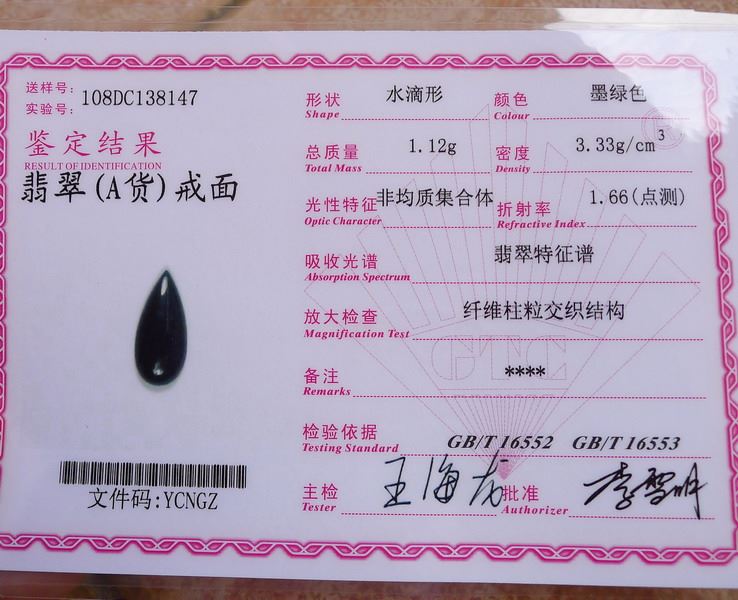 送样号:
实验号: 108DC138147
鉴定结果
RESULT OF IDENTIFICATION
翡翠(A货)戒面
文件码:YCNGZ
形状 水滴形 颜色 墨绿色
Shape Colour
总质量 1.12g 密度 3.33g/cm³
Total Mass Density
光性特征 非均质集合体 折射率 1.66(点测)
Optic Character Refractive Index
吸收光谱 翡翠特征谱
Absorption Spectrum
放大检查 纤维柱粒交织结构
Magnification Test
GTC
备注 ****
Remarks
检验依据 GB/T 16552 GB/T 16553
Testing Standard
主检 王海龙 批准 李雪明
Tester Authorizer